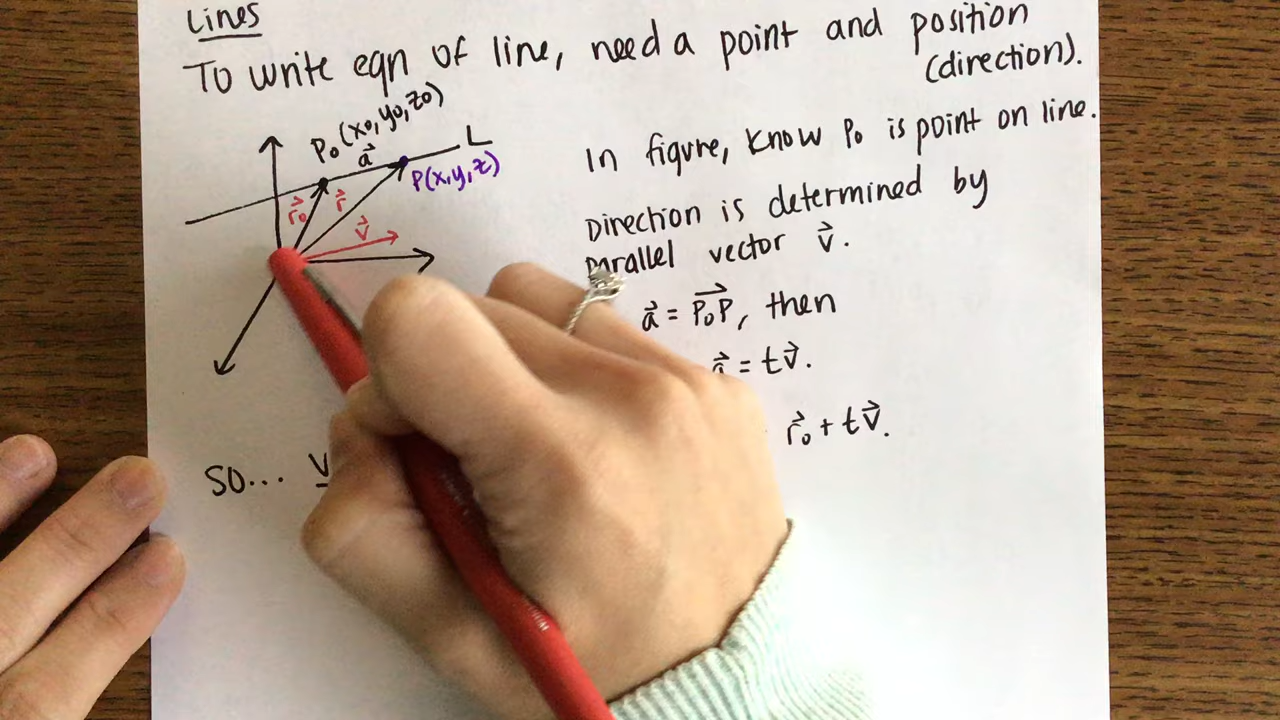 Lines
To write eqn of line, need a point and position
(direction).
P₀(x₀,y₀,z₀)
a⃗
L
P(x,y,z)
r⃗₀
r⃗
v⃗
In figure, know P₀ is point on line.
Direction is determined by
parallel vector v⃗.
a⃗ = P₀P⃗, then
a⃗ = tv⃗.
r⃗₀ + tv⃗.
SO...